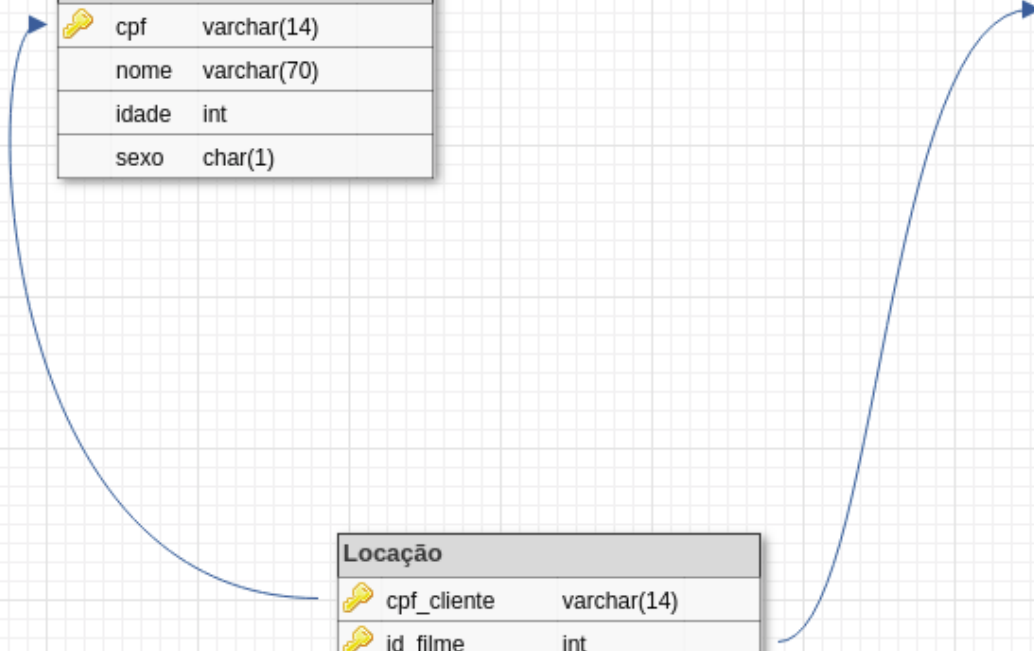 cpf varchar(14)
nome varchar(70)
idade int
sexo char(1)
Locação
cpf_cliente varchar(14)
id_filme int